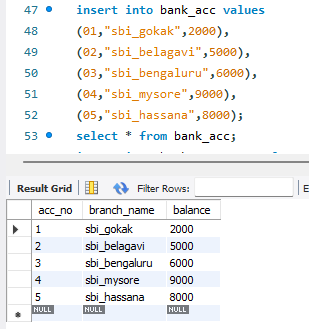 47 insert into bank_acc values
48 (01,"sbi_gokak",2000),
49 (02,"sbi_belagavi",5000),
50 (03,"sbi_bengaluru",6000),
51 (04,"sbi_mysore",9000),
52 (05,"sbi_hassana",8000);
53 select * from bank_acc;
Result Grid Filter Rows: E
acc_no branch_name balance
1 sbi_gokak 2000
2 sbi_belagavi 5000
3 sbi_bengaluru 6000
4 sbi_mysore 9000
5 sbi_hassana 8000
NULL NULL NULL